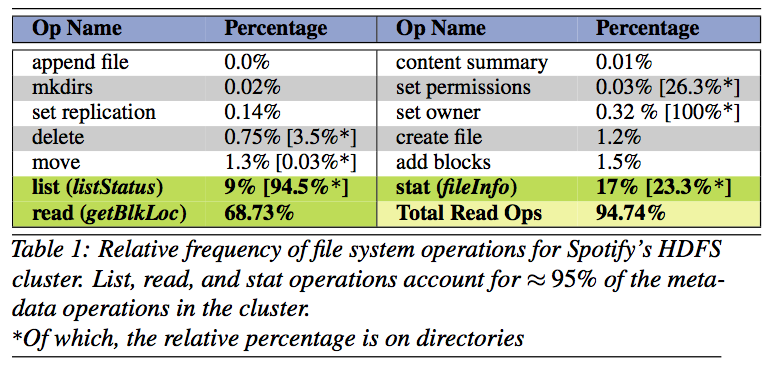 Op Name Percentage Op Name Percentage
append file 0.0% content summary 0.01%
mkdirs 0.02% set permissions 0.03% [26.3%*]
set replication 0.14% set owner 0.32 % [100%*]
delete 0.75% [3.5%*] create file 1.2%
move 1.3% [0.03%*] add blocks 1.5%
list (listStatus) 9% [94.5%*] stat (fileInfo) 17% [23.3%*]
read (getBlkLoc) 68.73% Total Read Ops 94.74%
Table 1: Relative frequency of file system operations for Spotify's HDFS
cluster. List, read, and stat operations account for ≈ 95% of the meta-
data operations in the cluster.
*Of which, the relative percentage is on directories